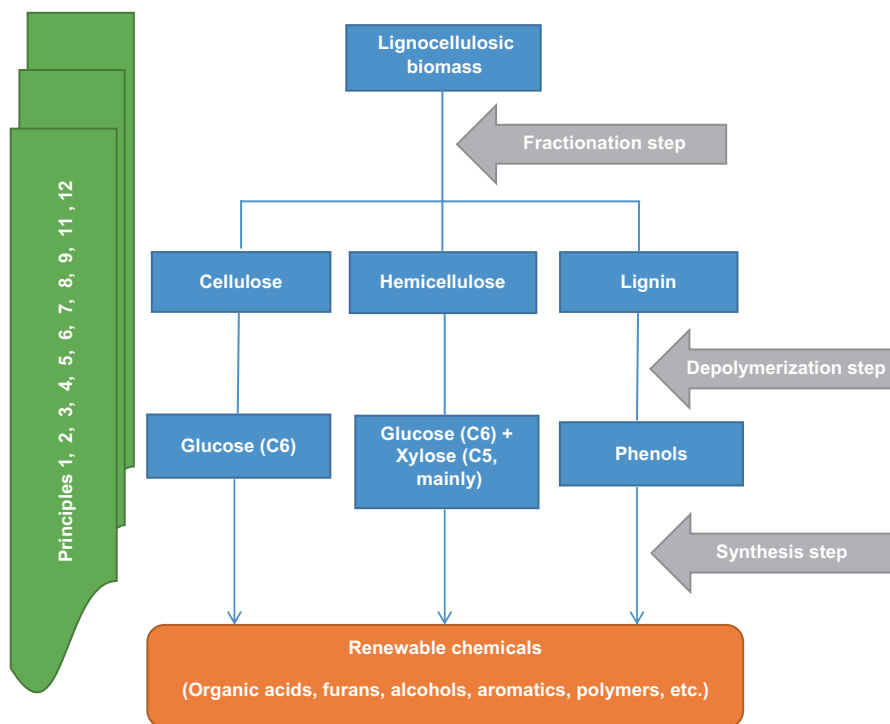 Lignocellulosic
biomass
Fractionation step
Principles 1, 2, 3, 4, 5, 6, 7, 8, 9, 11 , 12
Cellulose
Hemicellulose
Lignin
Depolymerization step
Glucose (C6)
Glucose (C6) +
Xylose (C5,
mainly)
Phenols
Synthesis step
Renewable chemicals
(Organic acids, furans, alcohols, aromatics, polymers, etc.)